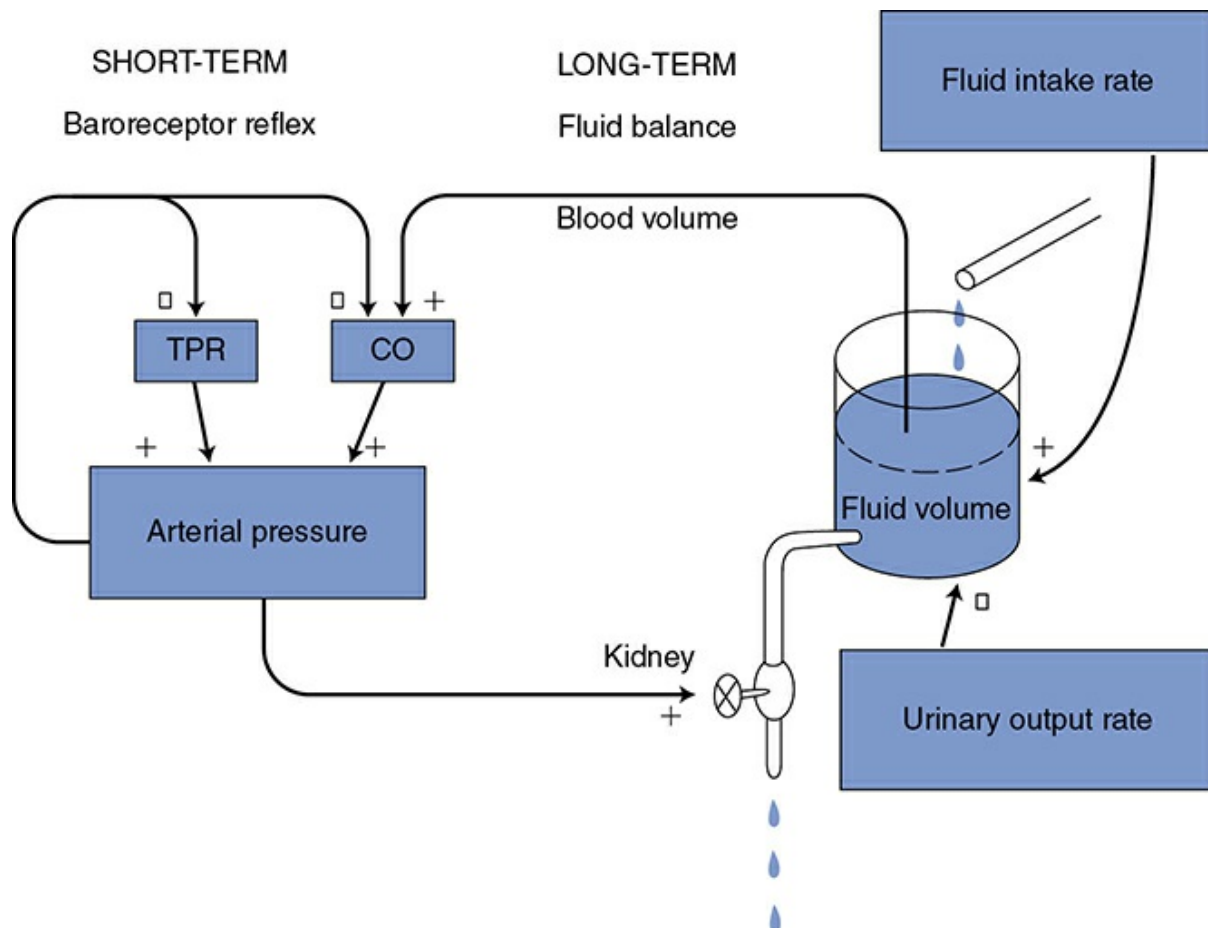 SHORT-TERM
Baroreceptor reflex
LONG-TERM
Fluid balance
Fluid intake rate
Blood volume
TPR
CO
+
+
+
Arterial pressure
+
Fluid volume
Kidney
+
Urinary output rate